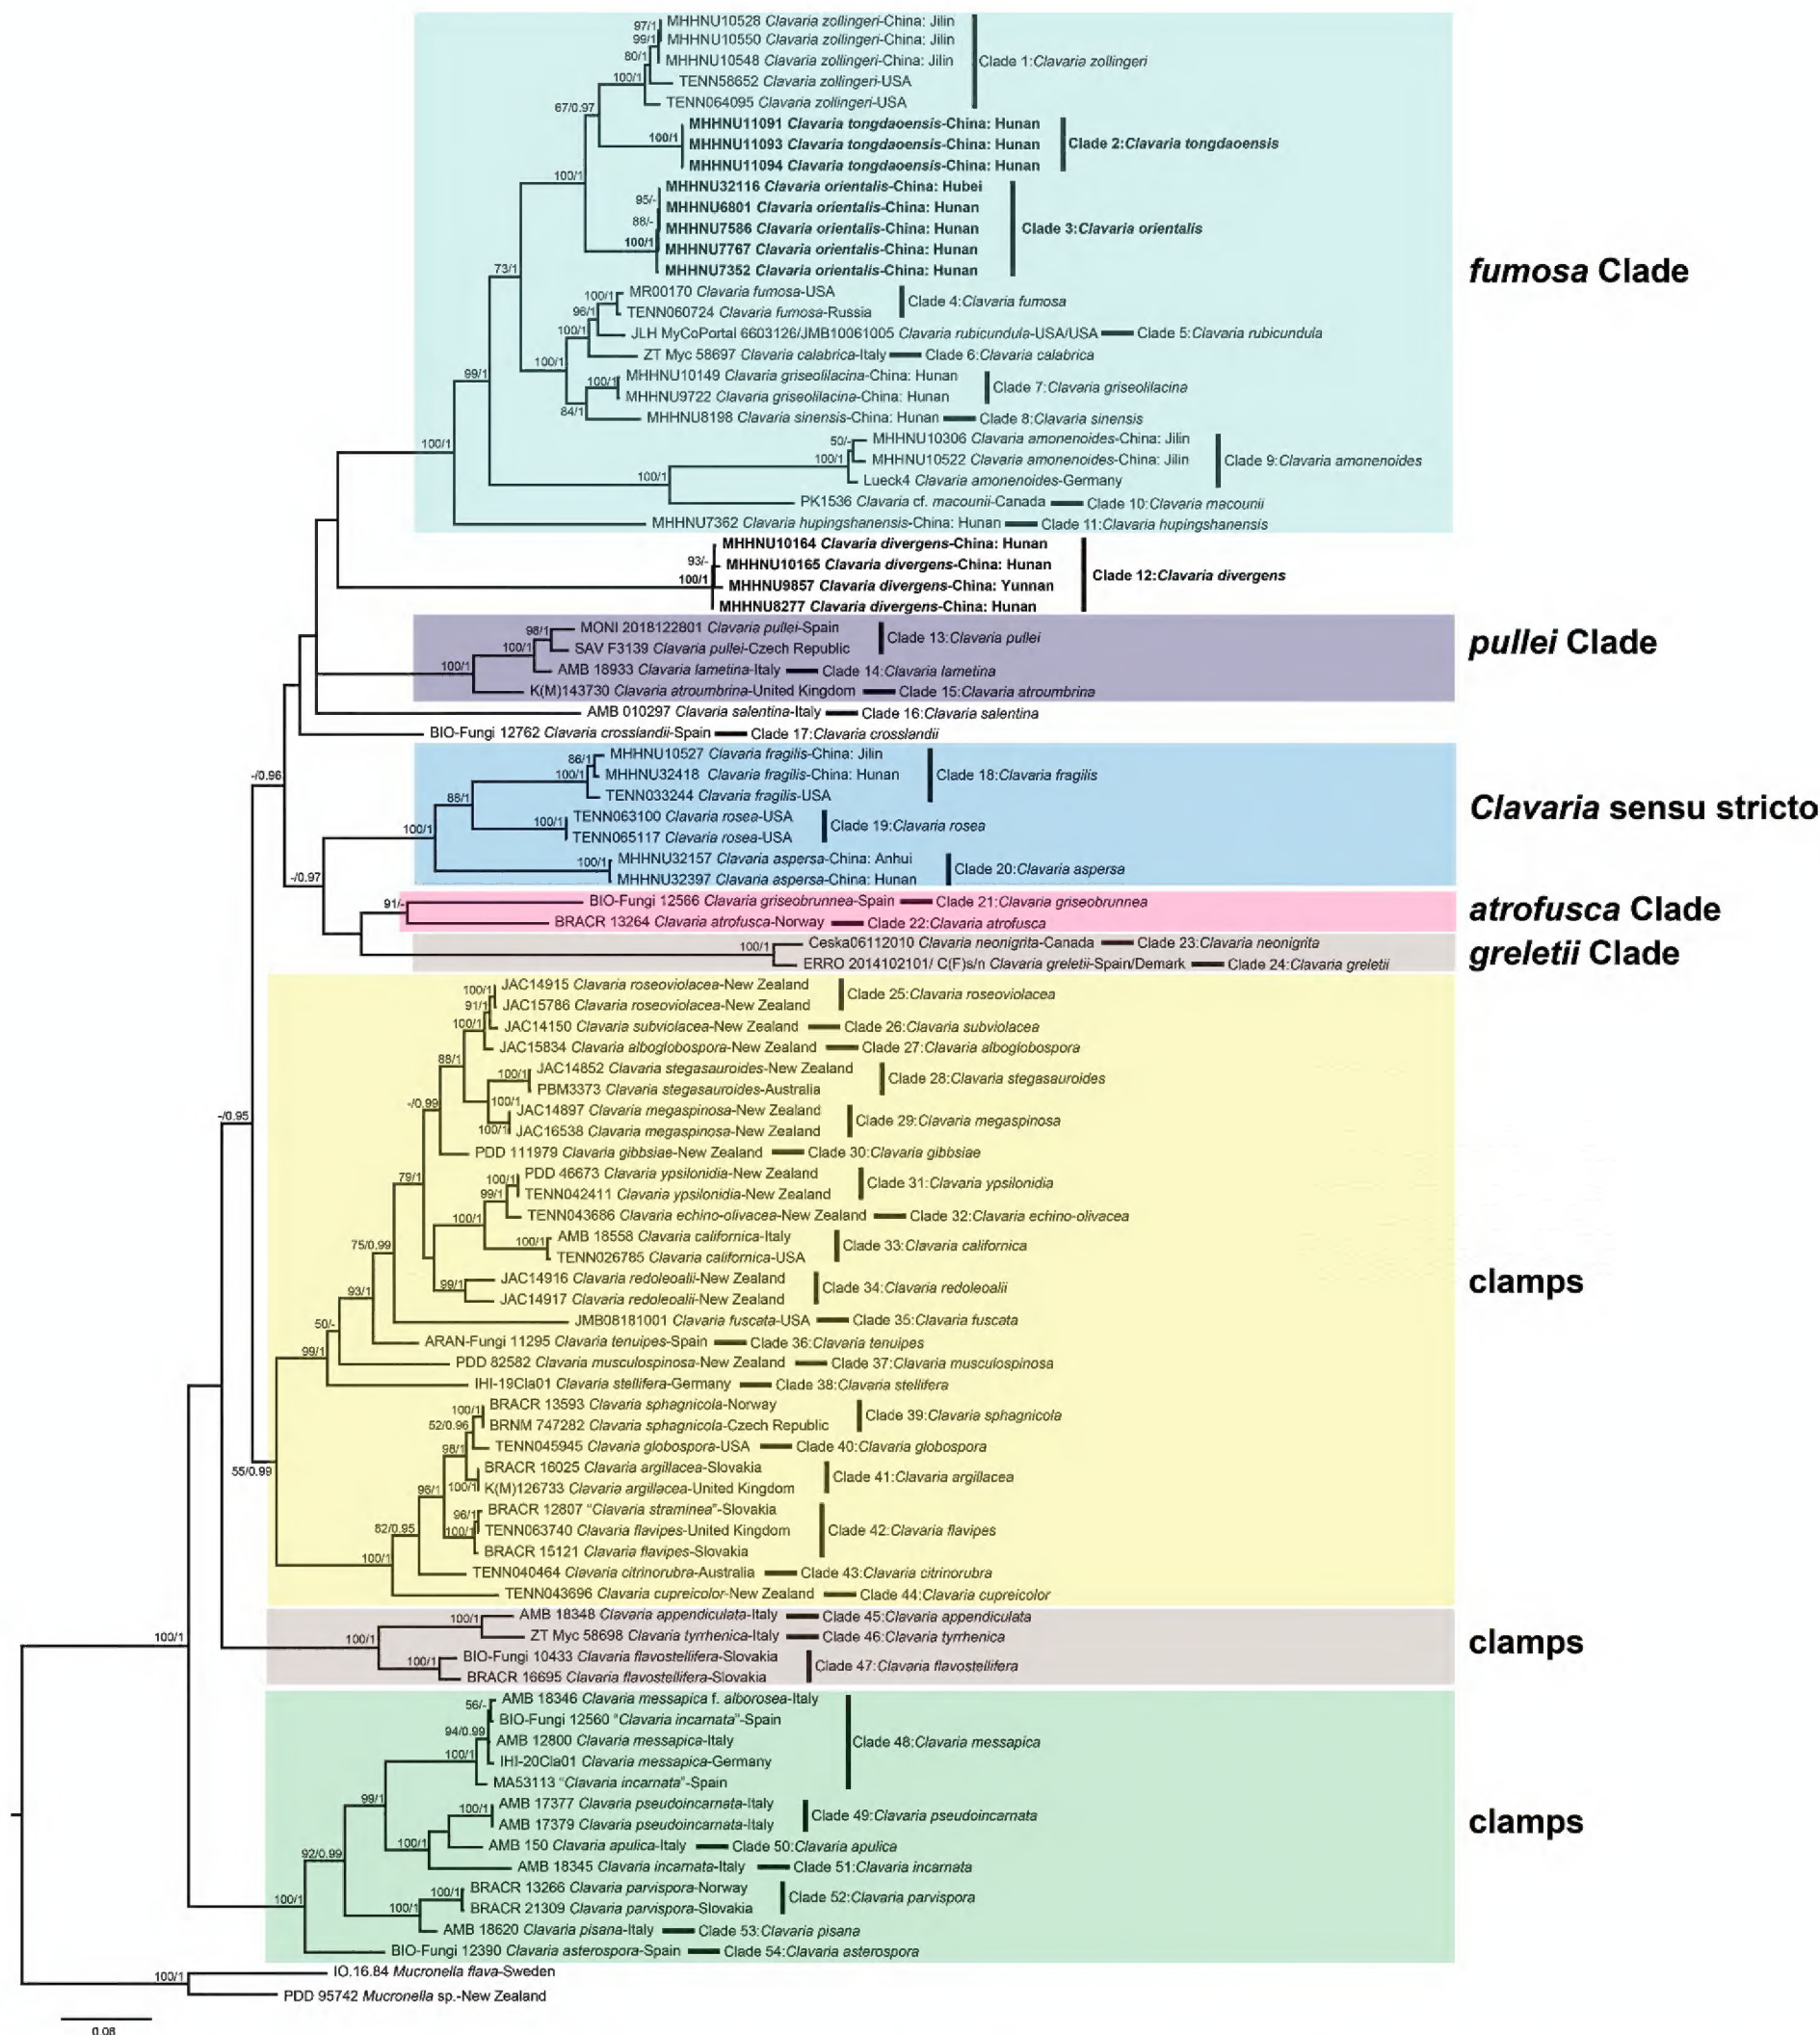 97/1
MHHNU10528 Clavaria zollingeri-China: Jilin
99/1
MHHNU10550 Clavaria zollingeri-China: Jilin
80/1
MHHNU10548 Clavaria zollingeri-China: Jilin
Clade 1:Clavaria zollingeri
100/1
TENN58652 Clavaria zollingeri-USA
TENN064095 Clavaria zollingeri-USA
67/0.97
MHHNU11091 Clavaria tongdaoensis-China: Hunan
100/1
MHHNU11093 Clavaria tongdaoensis-China: Hunan
Clade 2:Clavaria tongdaoensis
MHHNU11094 Clavaria tongdaoensis-China: Hunan
100/1
MHHNU32116 Clavaria orientalis-China: Hubei
95/-
MHHNU6801 Clavaria orientalis-China: Hunan
88/-
MHHNU7586 Clavaria orientalis-China: Hunan
Clade 3:Clavaria orientalis
100/1
MHHNU7767 Clavaria orientalis-China: Hunan
MHHNU7352 Clavaria orientalis-China: Hunan
fumosa Clade
73/1
100/1
MR00170 Clavaria fumosa-USA
Clade 4:Clavaria fumosa
96/1
TENN060724 Clavaria fumosa-Russia
100/1
JLH MyCoPortal 6603126/JMB10061005 Clavaria rubicundula-USA/USA
Clade 5:Clavaria rubicundula
ZT Myc 58697 Clavaria calabrica-Italy
Clade 6:Clavaria calabrica
100/1
99/1
MHHNU10149 Clavaria griseolilacina-China: Hunan
100/1
Clade 7:Clavaria griseolilacina
MHHNU9722 Clavaria griseolilacina-China: Hunan
84/1
MHHNU8198 Clavaria sinensis-China: Hunan
Clade 8:Clavaria sinensis
100/1
50/-
MHHNU10306 Clavaria amonenoides-China: Jilin
100/1
MHHNU10522 Clavaria amonenoides-China: Jilin
Clade 9:Clavaria amonenoides
100/1
Lueck4 Clavaria amonenoides-Germany
PK1536 Clavaria cf. macounii-Canada
Clade 10:Clavaria macounii
MHHNU7362 Clavaria hupingshanensis-China: Hunan
Clade 11:Clavaria hupingshanensis
MHHNU10164 Clavaria divergens-China: Hunan
93/-
MHHNU10165 Clavaria divergens-China: Hunan
Clade 12:Clavaria divergens
100/1
MHHNU9857 Clavaria divergens-China: Yunnan
MHHNU8277 Clavaria divergens-China: Hunan
98/1
MONI 2018122801 Clavaria pullei-Spain
Clade 13:Clavaria pullei
pullei Clade
100/1
SAV F3139 Clavaria pullei-Czech Republic
100/1
AMB 18933 Clavaria lametina-Italy
Clade 14:Clavaria lametina
K(M)143730 Clavaria atroumbrina-United Kingdom
Clade 15:Clavaria atroumbrina
AMB 010297 Clavaria salentina-Italy
Clade 16:Clavaria salentina
BIO-Fungi 12762 Clavaria crosslandii-Spain
Clade 17:Clavaria crosslandii
-/0.96
86/1
MHHNU10527 Clavaria fragilis-China: Jilin
100/1
MHHNU32418 Clavaria fragilis-China: Hunan
Clade 18:Clavaria fragilis
TENN033244 Clavaria fragilis-USA
88/1
Clavaria sensu stricto
TENN063100 Clavaria rosea-USA
100/1
Clade 19:Clavaria rosea
100/1
TENN065117 Clavaria rosea-USA
100/1
MHHNU32157 Clavaria aspersa-China: Anhui
Clade 20:Clavaria aspersa
-/0.97
MHHNU32397 Clavaria aspersa-China: Hunan
91/-
BIO-Fungi 12566 Clavaria griseobrunnea-Spain
Clade 21:Clavaria griseobrunnea
atrofusca Clade
BRACR 13264 Clavaria atrofusca-Norway
Clade 22:Clavaria atrofusca
100/1
Ceska06112010 Clavaria neonigrita-Canada
Clade 23:Clavaria neonigrita
greletii Clade
ERRO 2014102101/ C(F)s/n Clavaria greletii-Spain/Demark
Clade 24:Clavaria greletii
100/1
JAC14915 Clavaria roseoviolacea-New Zealand
Clade 25:Clavaria roseoviolacea
91/1
JAC15786 Clavaria roseoviolacea-New Zealand
100/1
JAC14150 Clavaria subviolacea-New Zealand
Clade 26:Clavaria subviolacea
JAC15834 Clavaria alboglobospora-New Zealand
Clade 27:Clavaria alboglobospora
88/1
JAC14852 Clavaria stegasauroides-New Zealand
100/1
Clade 28:Clavaria stegasauroides
PBM3373 Clavaria stegasauroides-Australia
-/0.99
100/1
JAC14897 Clavaria megaspinosa-New Zealand
Clade 29:Clavaria megaspinosa
-/0.95
100/1
JAC16538 Clavaria megaspinosa-New Zealand
PDD 111979 Clavaria gibbsiae-New Zealand
Clade 30:Clavaria gibbsiae
79/1
100/1
PDD 46673 Clavaria ypsilonidia-New Zealand
Clade 31:Clavaria ypsilonidia
99/1
TENN042411 Clavaria ypsilonidia-New Zealand
100/1
TENN043686 Clavaria echino-olivacea-New Zealand
Clade 32:Clavaria echino-olivacea
100/1
AMB 18558 Clavaria californica-Italy
Clade 33:Clavaria californica
75/0.99
TENN026785 Clavaria californica-USA
99/1
JAC14916 Clavaria redoleoalii-New Zealand
Clade 34:Clavaria redoleoalii
clamps
93/1
JAC14917 Clavaria redoleoalii-New Zealand
50/-
JMB08181001 Clavaria fuscata-USA
Clade 35:Clavaria fuscata
ARAN-Fungi 11295 Clavaria tenuipes-Spain
Clade 36:Clavaria tenuipes
99/1
PDD 82582 Clavaria musculospinosa-New Zealand
Clade 37:Clavaria musculospinosa
IHI-19Cla01 Clavaria stellifera-Germany
Clade 38:Clavaria stellifera
100/1
BRACR 13593 Clavaria sphagnicola-Norway
Clade 39:Clavaria sphagnicola
52/0.96
BRNM 747282 Clavaria sphagnicola-Czech Republic
98/1
TENN045945 Clavaria globospora-USA
Clade 40:Clavaria globospora
55/0.99
BRACR 16025 Clavaria argillacea-Slovakia
Clade 41:Clavaria argillacea
96/1
100/1
K(M)126733 Clavaria argillacea-United Kingdom
96/1
BRACR 12807 "Clavaria straminea"-Slovakia
82/0.95
100/1
TENN063740 Clavaria flavipes-United Kingdom
Clade 42:Clavaria flavipes
BRACR 15121 Clavaria flavipes-Slovakia
100/1
TENN040464 Clavaria citrinorubra-Australia
Clade 43:Clavaria citrinorubra
TENN043696 Clavaria cupreicolor-New Zealand
Clade 44:Clavaria cupreicolor
100/1
AMB 18348 Clavaria appendiculata-Italy
Clade 45:Clavaria appendiculata
100/1
100/1
ZT Myc 58698 Clavaria tyrrhenica-Italy
Clade 46:Clavaria tyrrhenica
clamps
100/1
BIO-Fungi 10433 Clavaria flavostellifera-Slovakia
Clade 47:Clavaria flavostellifera
BRACR 16695 Clavaria flavostellifera-Slovakia
56/-
AMB 18346 Clavaria messapica f. alborosea-Italy
BIO-Fungi 12560 "Clavaria incarnata"-Spain
94/0.99
AMB 12800 Clavaria messapica-Italy
Clade 48:Clavaria messapica
100/1
IHI-20Cla01 Clavaria messapica-Germany
MA53113 "Clavaria incarnata"-Spain
99/1
AMB 17377 Clavaria pseudoincarnata-Italy
100/1
Clade 49:Clavaria pseudoincarnata
clamps
AMB 17379 Clavaria pseudoincarnata-Italy
100/1
AMB 150 Clavaria apulica-Italy
Clade 50:Clavaria apulica
92/0.99
AMB 18345 Clavaria incarnata-Italy
Clade 51:Clavaria incarnata
100/1
BRACR 13266 Clavaria parvispora-Norway
Clade 52:Clavaria parvispora
100/1
100/1
BRACR 21309 Clavaria parvispora-Slovakia
AMB 18620 Clavaria pisana-Italy
Clade 53:Clavaria pisana
BIO-Fungi 12390 Clavaria asterospora-Spain
Clade 54:Clavaria asterospora
100/1
IO.16.84 Mucronella flava-Sweden
PDD 95742 Mucronella sp.-New Zealand
0.08